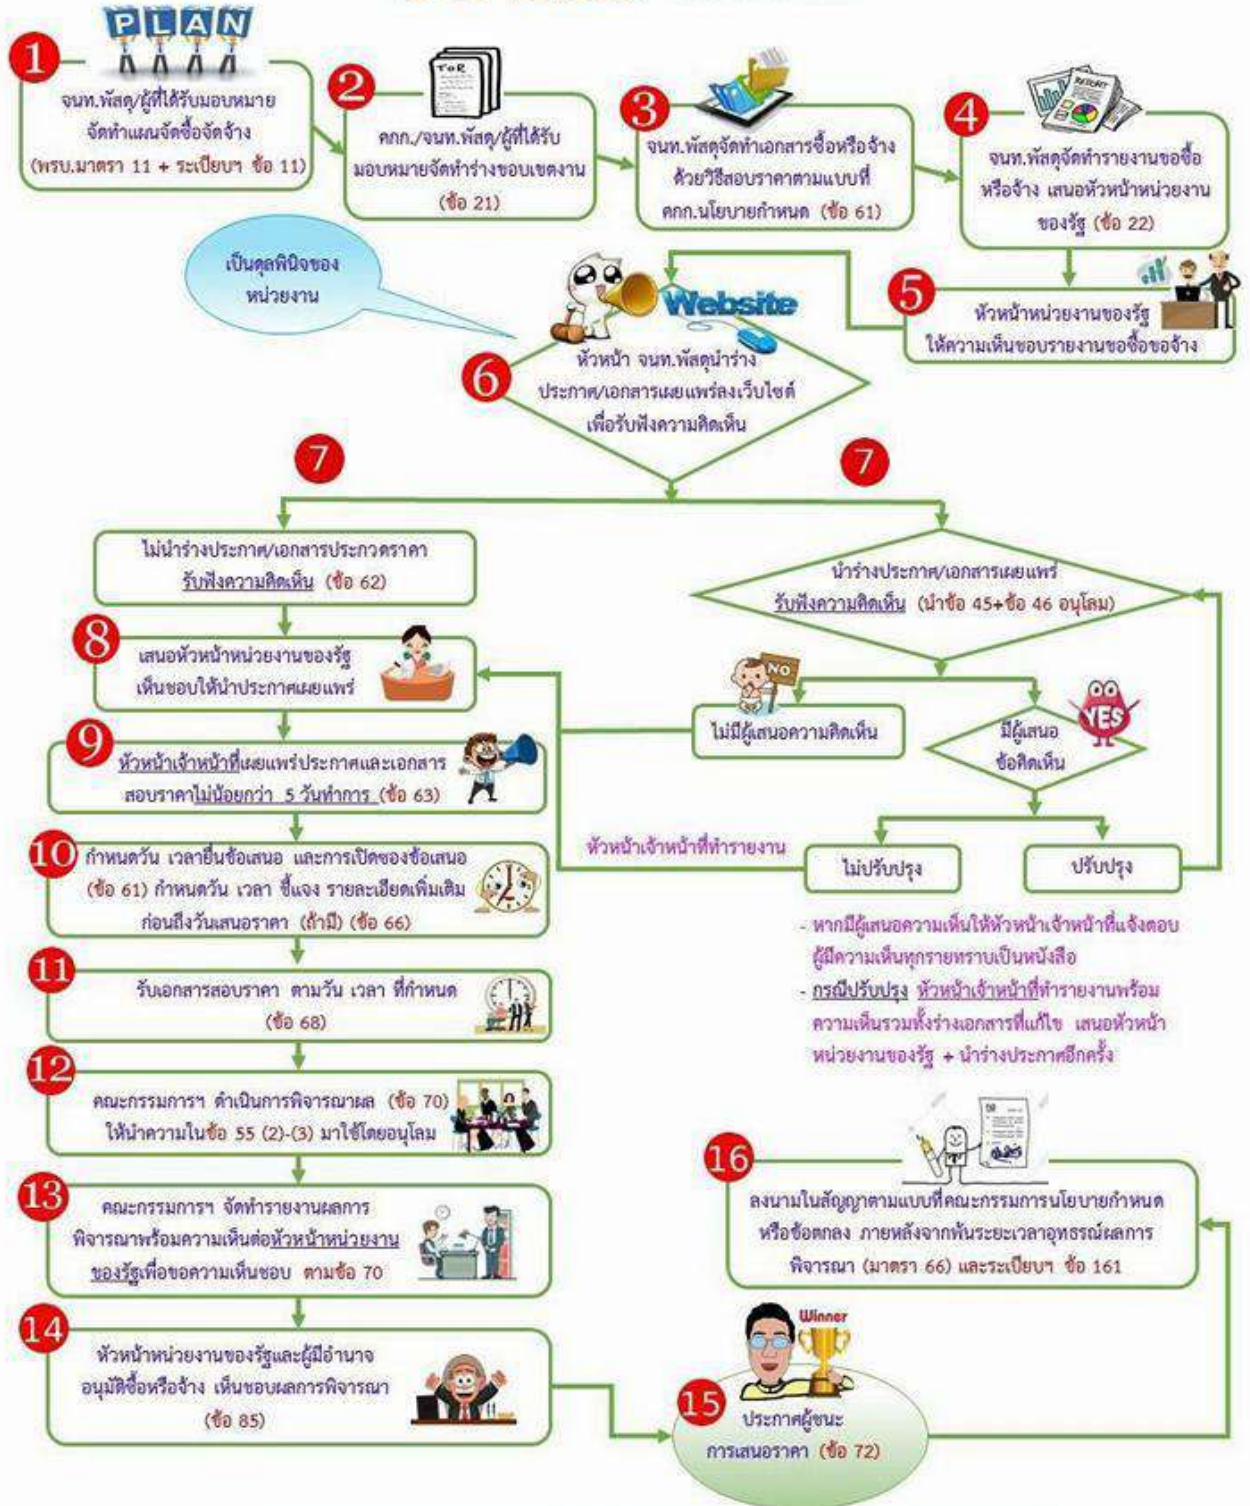 PLAN
1
จนท.พัสดุ/ผู้ที่ได้รับมอบหมาย
จัดทำแผนจัดซื้อจัดจ้าง
(พรบ.มาตรา 11 + ระเบียบฯ ข้อ 11)
2
TOR
คกก./จนท.พัสดุ/ผู้ที่ได้รับ
มอบหมายจัดทำร่างขอบเขตงาน
(ข้อ 21)
3
จนท.พัสดุจัดทำเอกสารซื้อหรือจ้าง
ด้วยวิธีสอบราคาตามแบบที่
คกก.นโยบายกำหนด (ข้อ 61)
4
REPORT
จนท.พัสดุจัดทำรายงานขอซื้อ
หรือจ้าง เสนอหัวหน้าหน่วยงาน
ของรัฐ (ข้อ 22)
5
หัวหน้าหน่วยงานของรัฐ
ให้ความเห็นชอบรายงานขอซื้อขอจ้าง
เป็นดุลพินิจของ
หน่วยงาน
Website
6
หัวหน้า จนท.พัสดุนำร่าง
ประกาศ/เอกสารเผยแพร่ลงเว็บไซต์
เพื่อรับฟังความคิดเห็น
7
7
ไม่นำร่างประกาศ/เอกสารประกวดราคา
รับฟังความคิดเห็น (ข้อ 62)
นำร่างประกาศ/เอกสารเผยแพร่
รับฟังความคิดเห็น (นำข้อ 45+ข้อ 46 อนุโลม)
8
เสนอหัวหน้าหน่วยงานของรัฐ
เห็นชอบให้นำประกาศเผยแพร่
NO
ไม่มีผู้เสนอความคิดเห็น
YES
มีผู้เสนอ
ข้อคิดเห็น
9
หัวหน้าเจ้าหน้าที่เผยแพร่ประกาศและเอกสาร
สอบราคาไม่น้อยกว่า 5 วันทำการ (ข้อ 63)
หัวหน้าเจ้าหน้าที่ทำรายงาน
ไม่ปรับปรุง
ปรับปรุง
10
กำหนดวัน เวลายื่นข้อเสนอ และการเปิดซองข้อเสนอ
(ข้อ 61) กำหนดวัน เวลา ชี้แจง รายละเอียดเพิ่มเติม
ก่อนถึงวันเสนอราคา (ถ้ามี) (ข้อ 66)
- หากมีผู้เสนอความเห็นให้หัวหน้าเจ้าหน้าที่แจ้งตอบ
ผู้มีความเห็นทุกรายทราบเป็นหนังสือ
- กรณีปรับปรุง หัวหน้าเจ้าหน้าที่ทำรายงานพร้อม
ความเห็นรวมทั้งร่างเอกสารที่แก้ไข เสนอหัวหน้า
หน่วยงานของรัฐ + นำร่างประกาศอีกครั้ง
11
รับเอกสารสอบราคา ตามวัน เวลา ที่กำหนด
(ข้อ 68)
12
คณะกรรมการฯ ดำเนินการพิจารณาผล (ข้อ 70)
ให้นำความในข้อ 55 (2)-(3) มาใช้โดยอนุโลม
13
คณะกรรมการฯ จัดทำรายงานผลการ
พิจารณาพร้อมความเห็นต่อหัวหน้าหน่วยงาน
ของรัฐเพื่อขอความเห็นชอบ ตามข้อ 70
14
หัวหน้าหน่วยงานของรัฐและผู้มีอำนาจ
อนุมัติซื้อหรือจ้าง เห็นชอบผลการพิจารณา
(ข้อ 85)
Winner
15
ประกาศผู้ชนะ
การเสนอราคา (ข้อ 72)
16
ลงนามในสัญญาตามแบบที่คณะกรรมการนโยบายกำหนด
หรือข้อตกลง ภายหลังจากพ้นระยะเวลาอุทธรณ์ผลการ
พิจารณา (มาตรา 66) และระเบียบฯ ข้อ 161